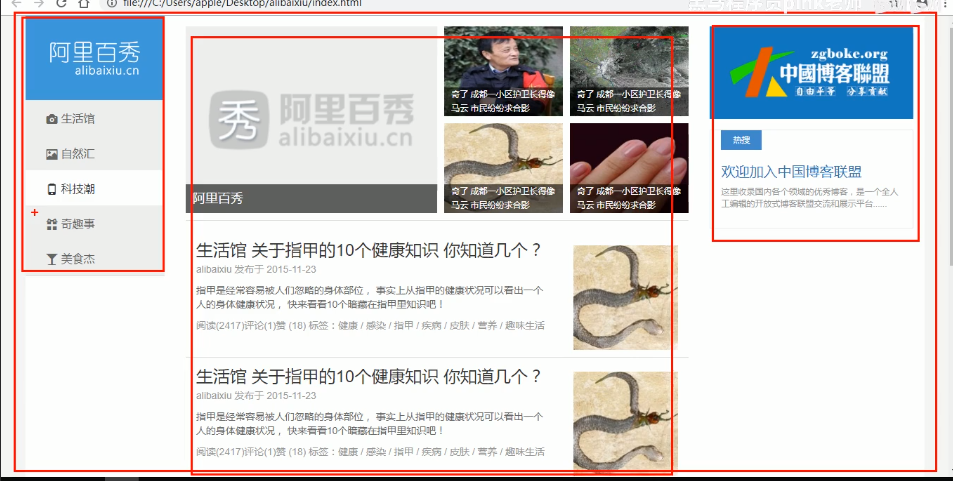 file:///C:/Users/apple/Desktop/alibaixiu/index.html
阿里百秀
alibaixiu.cn
生活馆
自然汇
科技潮
奇趣事
美食杰
秀 阿里百秀
alibaixiu.cn
阿里百秀
奇了 成都一小区护卫长得像
马云 市民纷纷求合影
奇了 成都一小区护卫长得像
马云 市民纷纷求合影
奇了 成都一小区护卫长得像
马云 市民纷纷求合影
奇了 成都一小区护卫长得像
马云 市民纷纷求合影
生活馆 关于指甲的10个健康知识 你知道几个？
alibaixiu 发布于 2015-11-23
指甲是经常容易被人们忽略的身体部位， 事实上从指甲的健康状况可以看出一个
人的身体健康状况， 快来看看10个暗藏在指甲里知识吧！
阅读(2417)评论(1)赞 (18) 标签：健康 / 感染 / 指甲 / 疾病 / 皮肤 / 营养 / 趣味生活
生活馆 关于指甲的10个健康知识 你知道几个？
alibaixiu 发布于 2015-11-23
指甲是经常容易被人们忽略的身体部位， 事实上从指甲的健康状况可以看出一个
人的身体健康状况， 快来看看10个暗藏在指甲里知识吧！
阅读(2417)评论(1)赞 (18) 标签：健康 / 感染 / 指甲 / 疾病 / 皮肤 / 营养 / 趣味生活
zgboke.org
中國博客聯盟
自由平等 分享贡献
热搜
欢迎加入中国博客联盟
这里收录国内各个领域的优秀博客，是一个全人
工编辑的开放式博客联盟交流和展示平台......